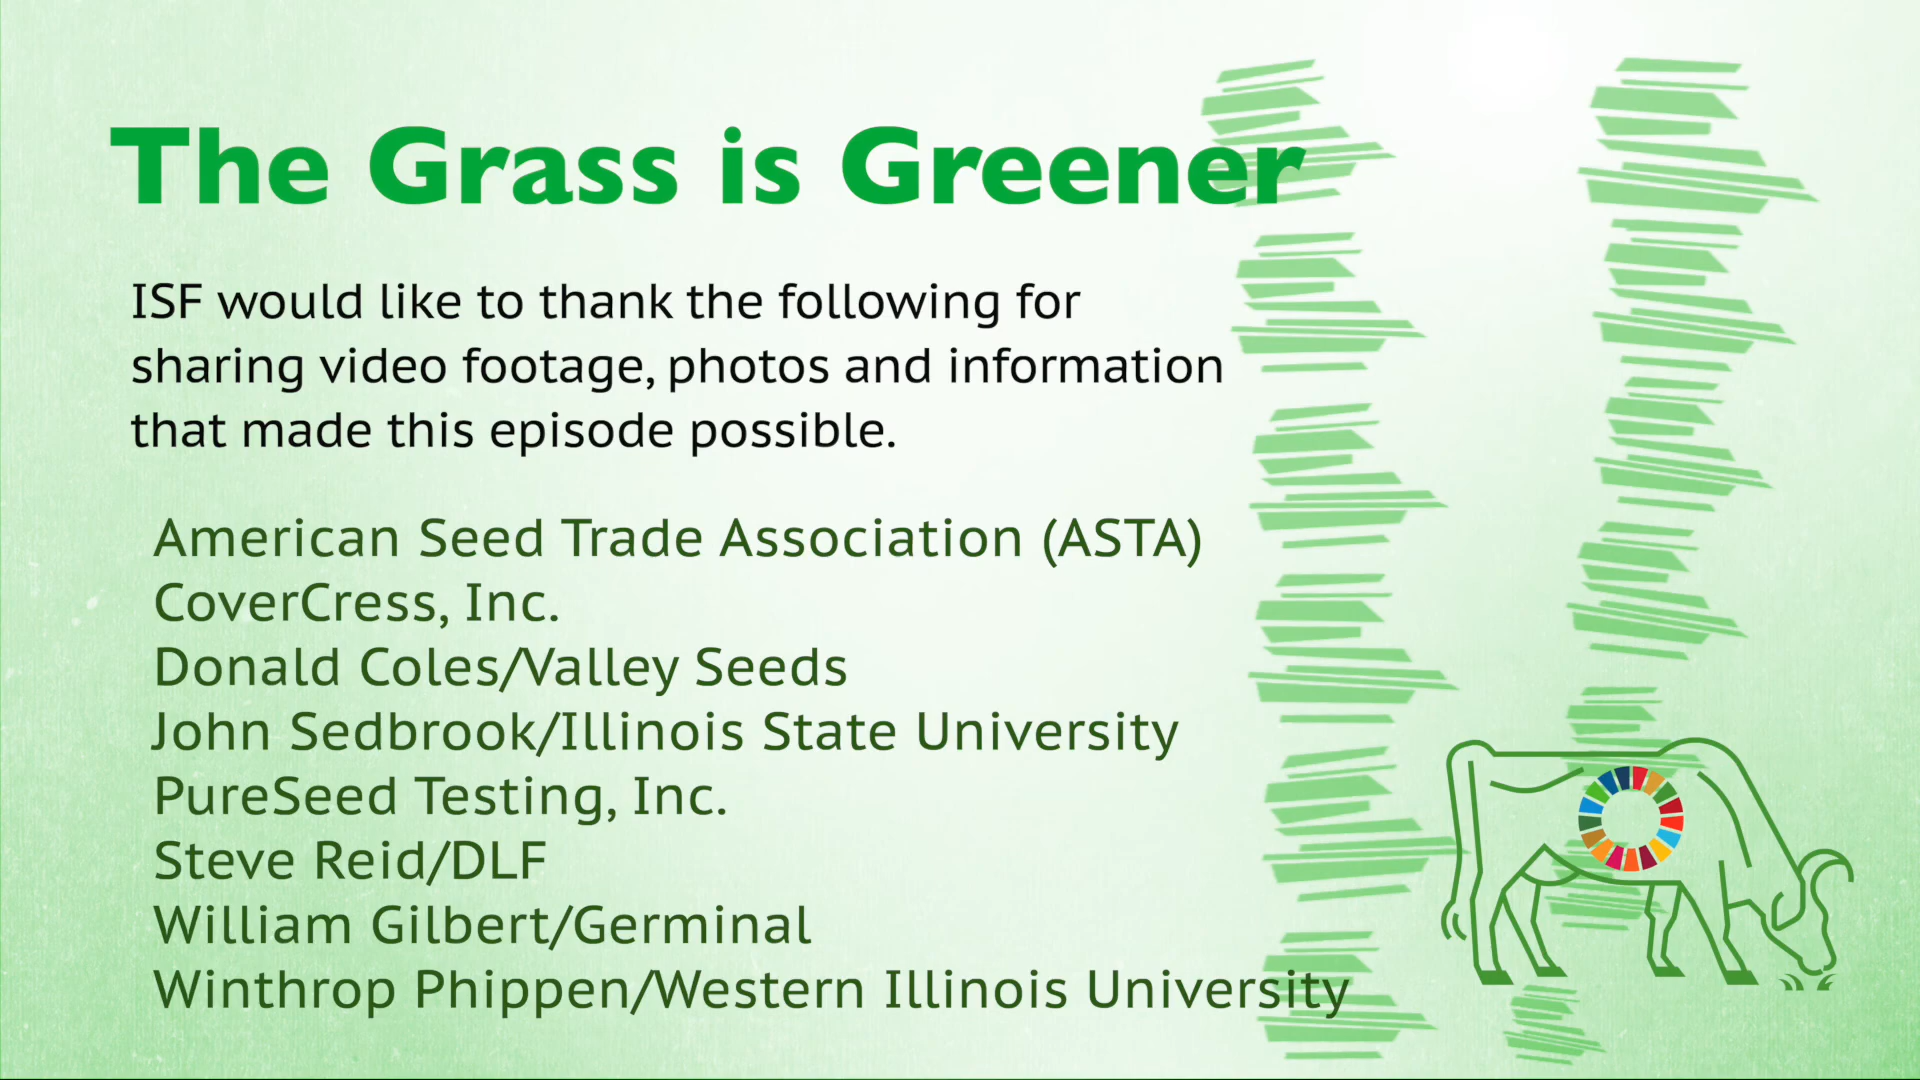 The Grass is Greener
ISF would like to thank the following for
sharing video footage, photos and information
that made this episode possible.
American Seed Trade Association (ASTA)
CoverCress, Inc.
Donald Coles/Valley Seeds
John Sedbrook/Illinois State University
PureSeed Testing, Inc.
Steve Reid/DLF
William Gilbert/Germinal
Winthrop Phippen/Western Illinois University